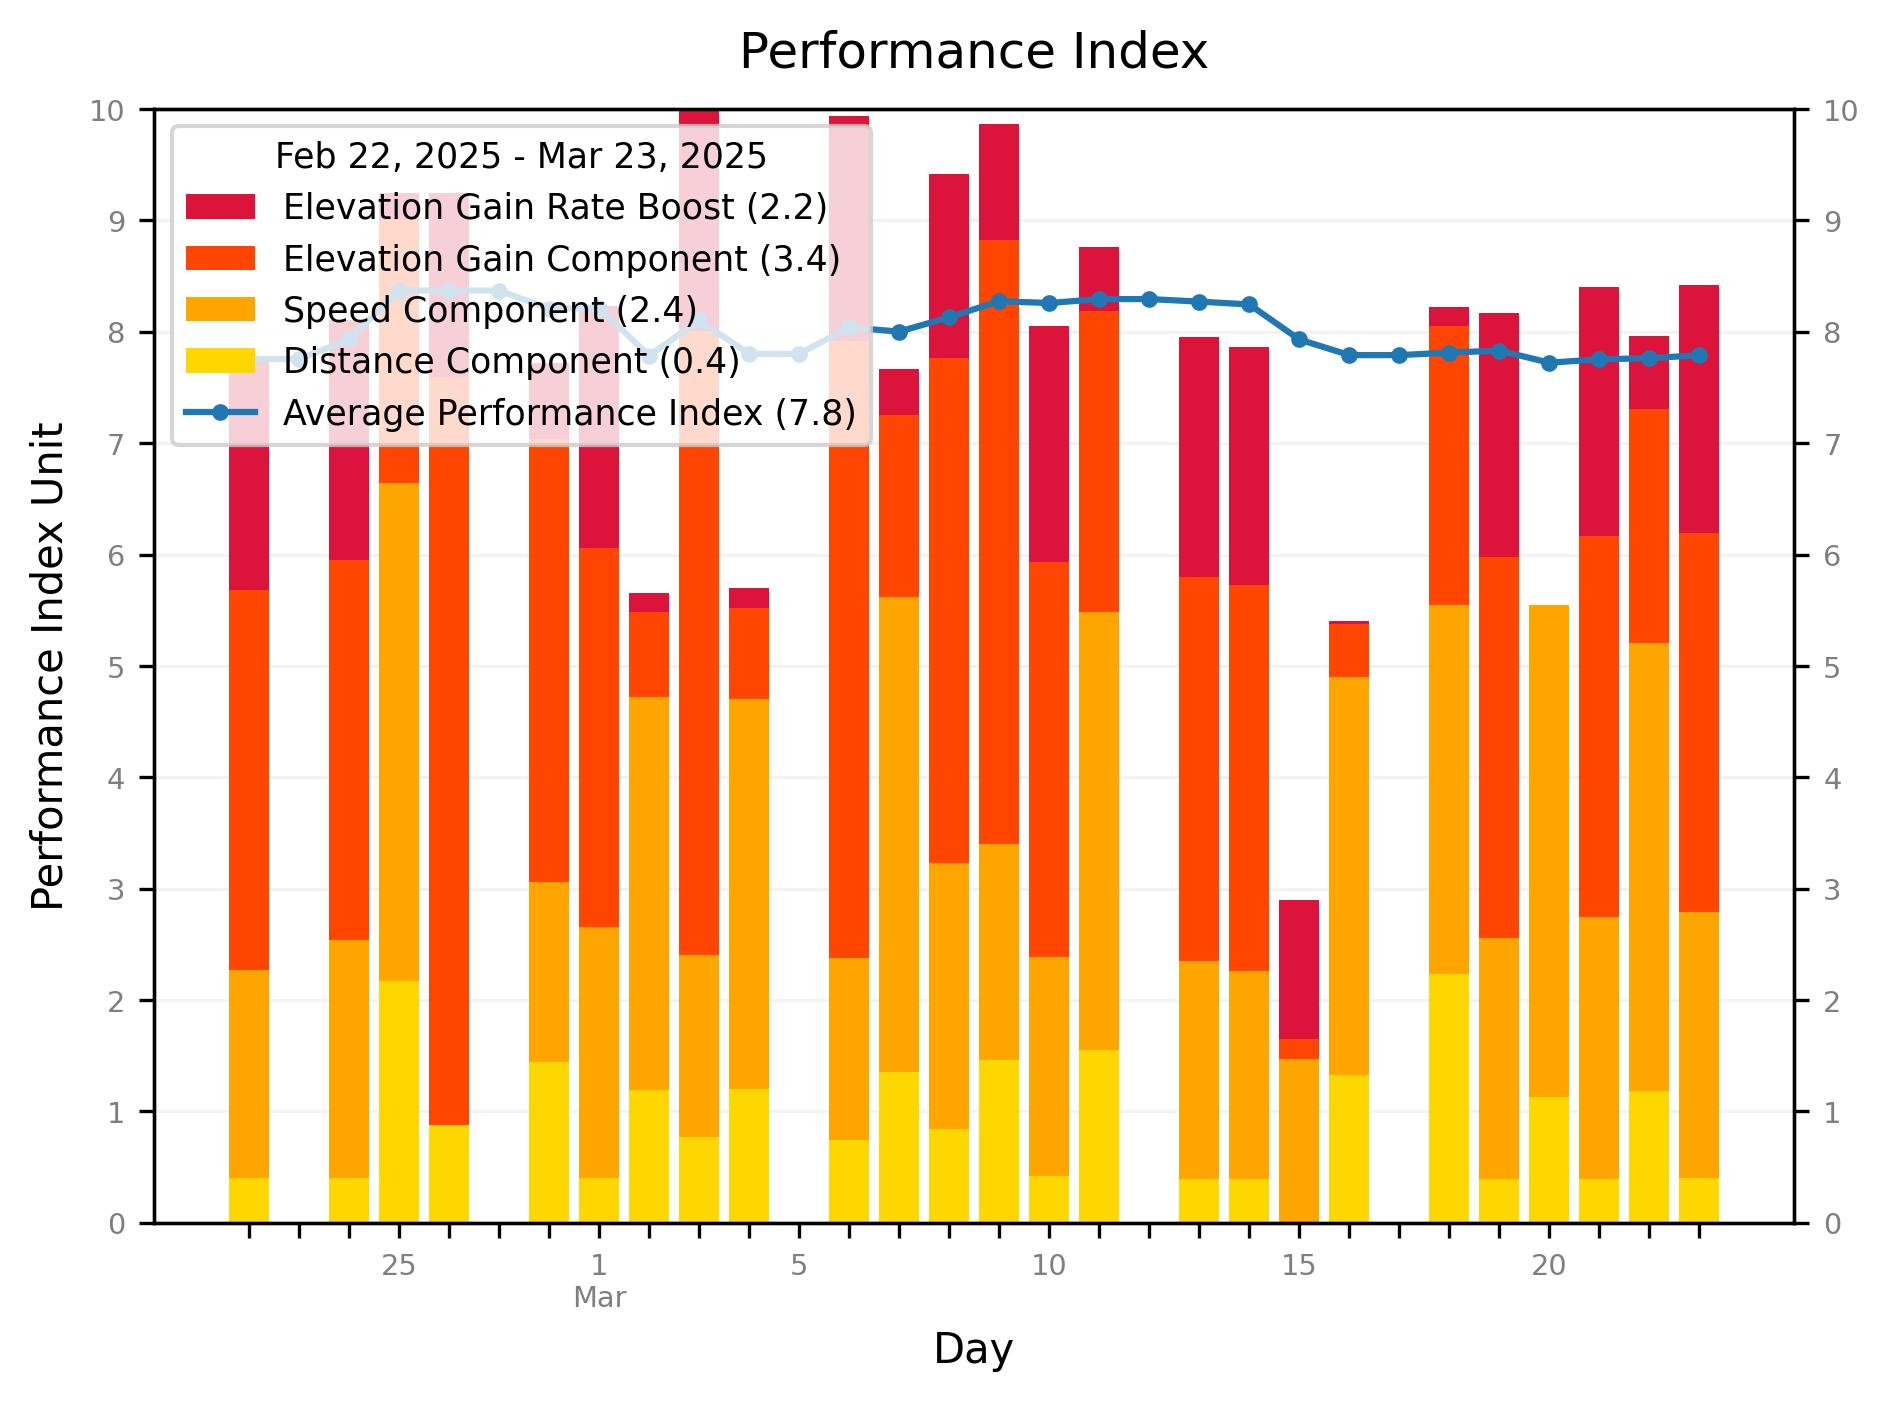 Performance Index
10
9
8
7
6
5
4
3
2
1
0
10
9
8
7
6
5
4
3
2
1
0
Performance Index Unit
Feb 22, 2025 - Mar 23, 2025
Elevation Gain Rate Boost (2.2)
Elevation Gain Component (3.4)
Speed Component (2.4)
Distance Component (0.4)
Average Performance Index (7.8)
25 1 5 10 15 20
Mar
Day